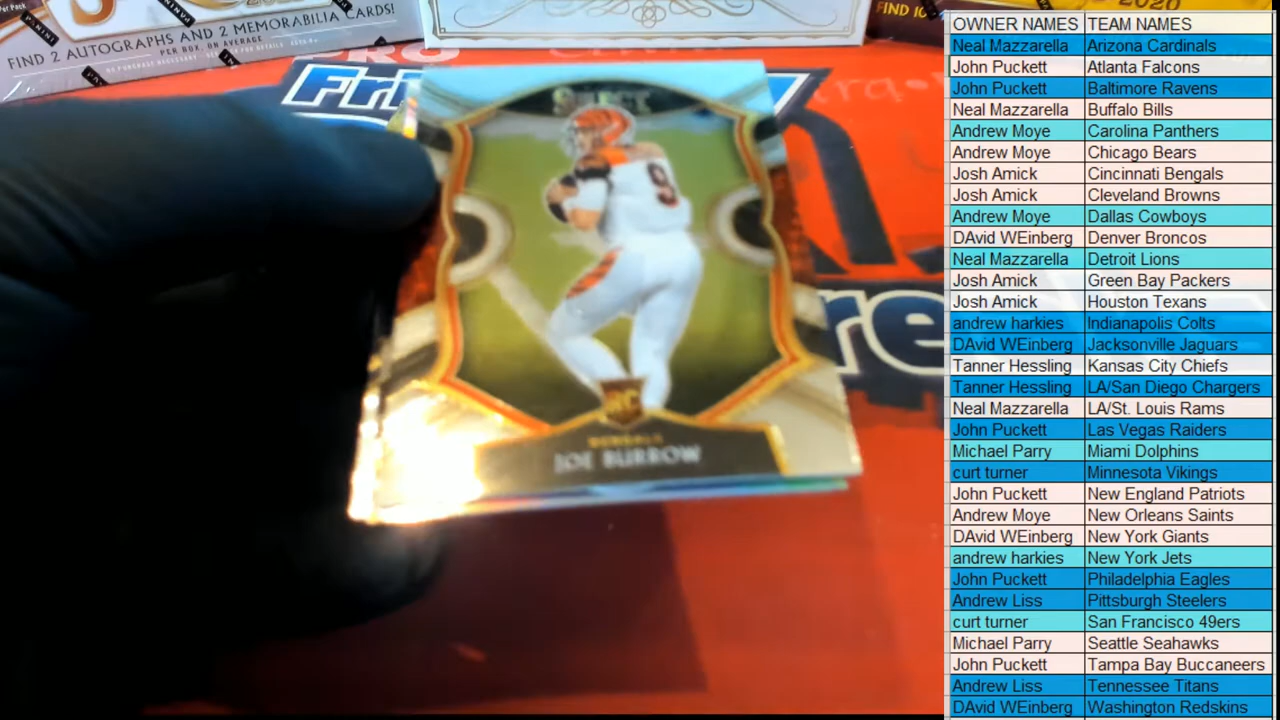 FIND 2 AUTOGRAPHS AND 2 MEMORABILIA CARDS!
PER BOX, ON AVERAGE
FIND 10
2020
SELECT
9
RC
BENGALS
JOE BURROW
OWNER NAMES TEAM NAMES
Neal Mazzarella Arizona Cardinals
John Puckett Atlanta Falcons
John Puckett Baltimore Ravens
Neal Mazzarella Buffalo Bills
Andrew Moye Carolina Panthers
Andrew Moye Chicago Bears
Josh Amick Cincinnati Bengals
Josh Amick Cleveland Browns
Andrew Moye Dallas Cowboys
DAvid WEinberg Denver Broncos
Neal Mazzarella Detroit Lions
Josh Amick Green Bay Packers
Josh Amick Houston Texans
andrew harkies Indianapolis Colts
DAvid WEinberg Jacksonville Jaguars
Tanner Hessling Kansas City Chiefs
Tanner Hessling LA/San Diego Chargers
Neal Mazzarella LA/St. Louis Rams
John Puckett Las Vegas Raiders
Michael Parry Miami Dolphins
curt turner Minnesota Vikings
John Puckett New England Patriots
Andrew Moye New Orleans Saints
DAvid WEinberg New York Giants
andrew harkies New York Jets
John Puckett Philadelphia Eagles
Andrew Liss Pittsburgh Steelers
curt turner San Francisco 49ers
Michael Parry Seattle Seahawks
John Puckett Tampa Bay Buccaneers
Andrew Liss Tennessee Titans
DAvid WEinberg Washington Redskins